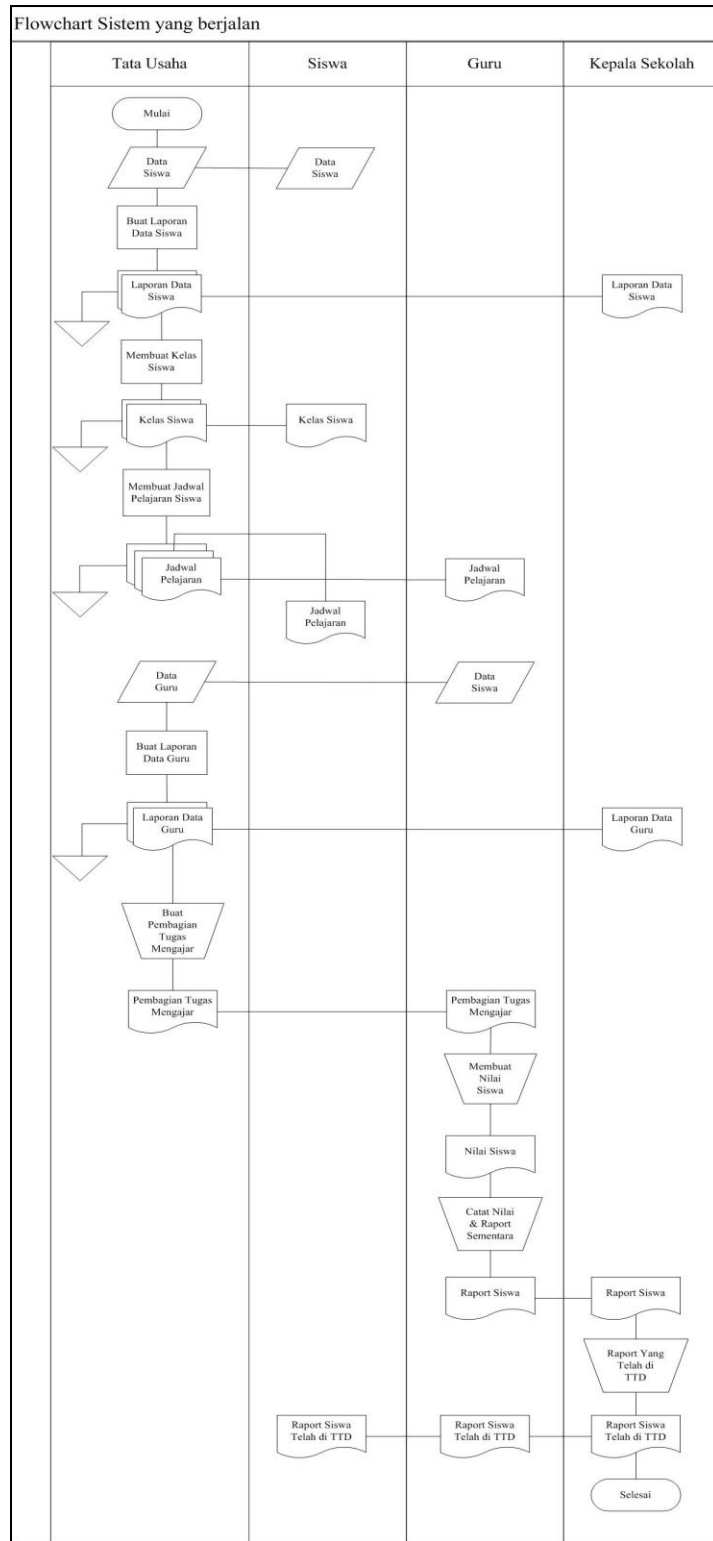 Flowchart Sistem yang berjalan
Tata Usaha
Siswa
Guru
Kepala Sekolah
Mulai
Data
Siswa
Data
Siswa
Buat Laporan
Data Siswa
Laporan Data
Siswa
Laporan Data
Siswa
Membuat Kelas
Siswa
Kelas Siswa
Kelas Siswa
Membuat Jadwal
Pelajaran Siswa
Jadwal
Pelajaran
Jadwal
Pelajaran
Jadwal
Pelajaran
Data
Guru
Data
Siswa
Buat Laporan
Data Guru
Laporan Data
Guru
Laporan Data
Guru
Buat
Pembagian
Tugas
Mengajar
Pembagian Tugas
Mengajar
Pembagian Tugas
Mengajar
Membuat
Nilai
Siswa
Nilai Siswa
Catat Nilai
& Raport
Sementara
Raport Siswa
Raport Siswa
Raport Yang
Telah di
TTD
Raport Siswa
Telah di TTD
Raport Siswa
Telah di TTD
Raport Siswa
Telah di TTD
Selesai